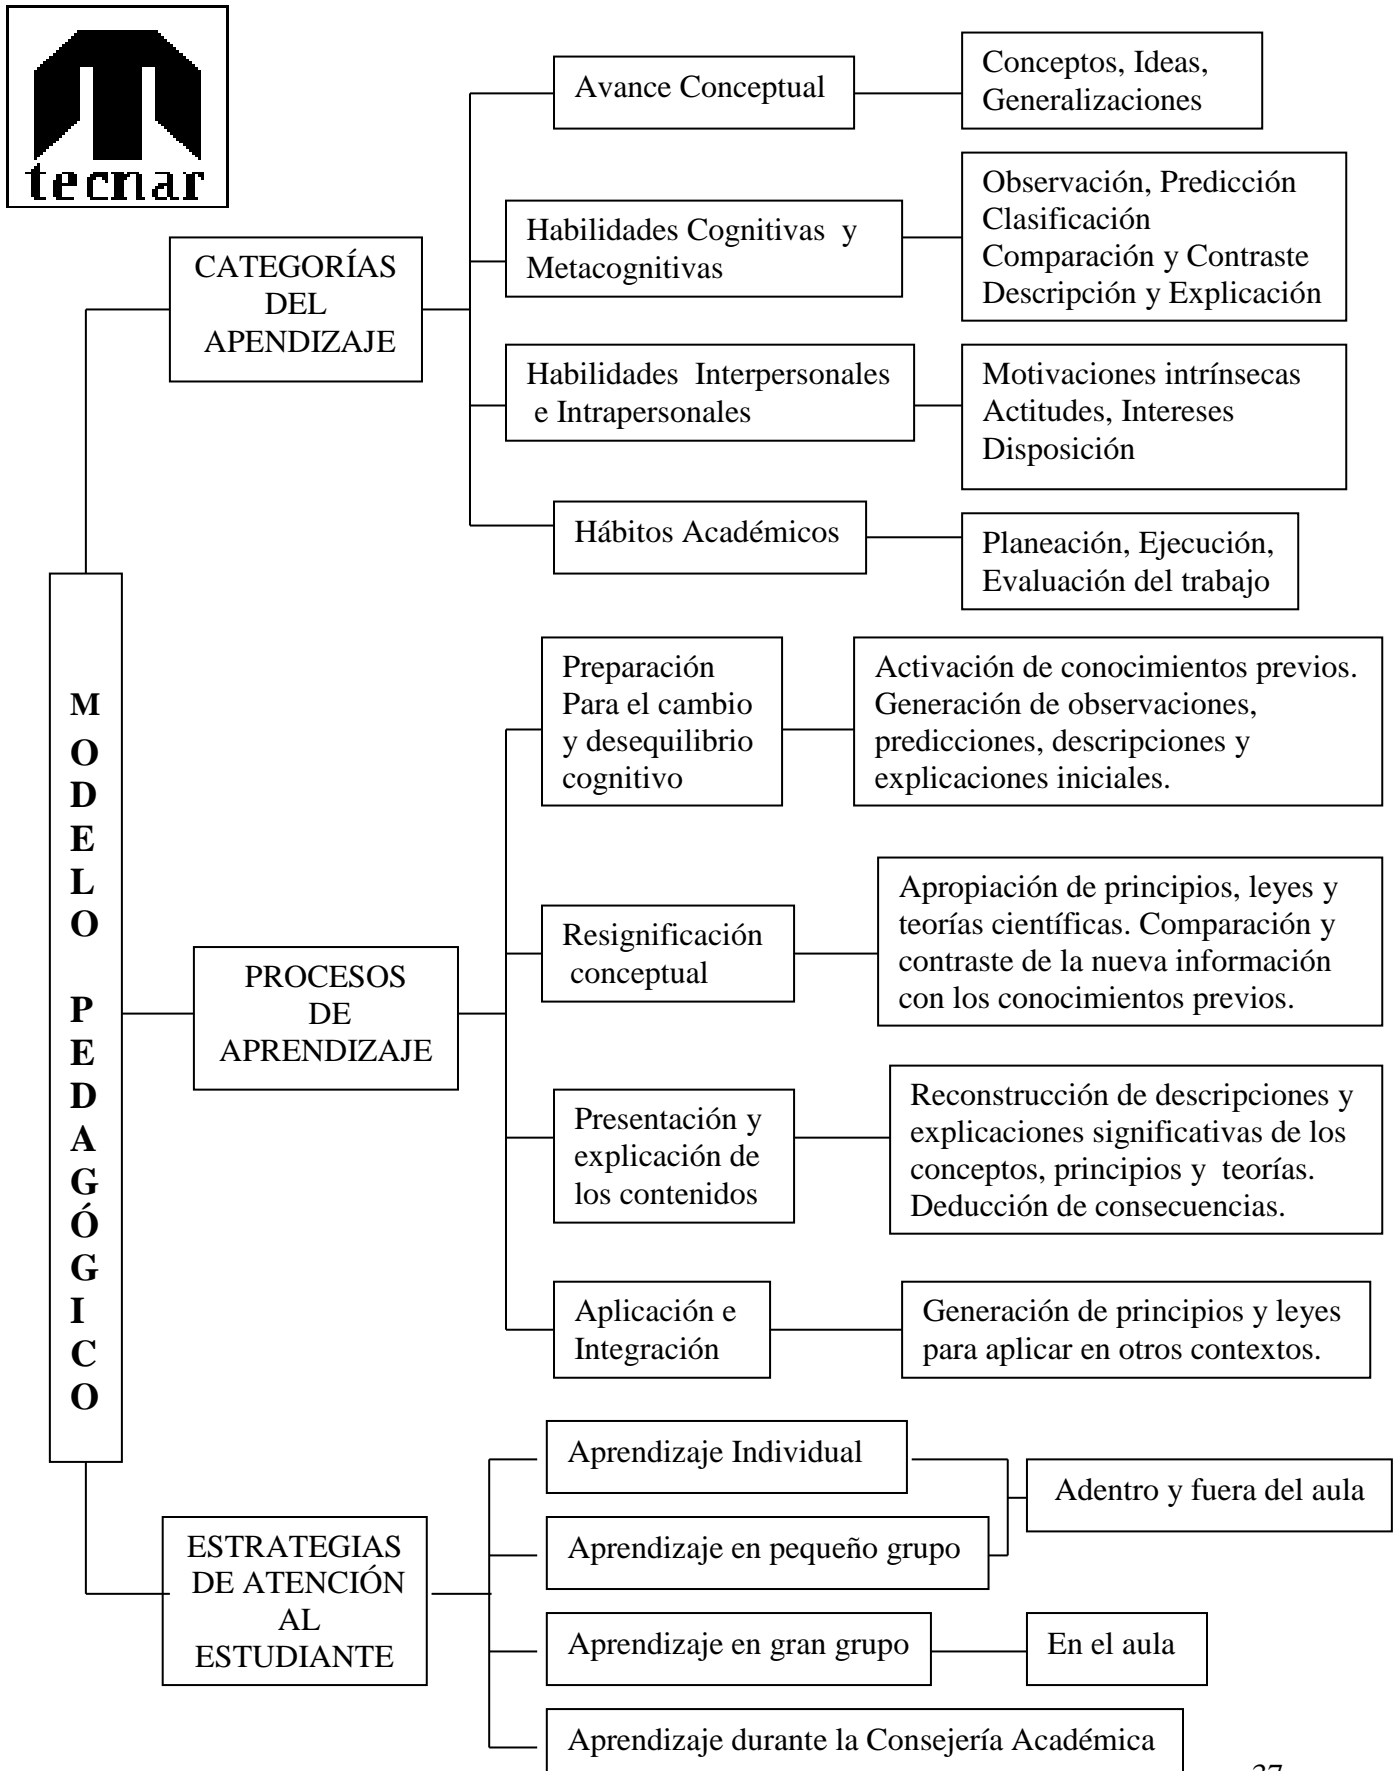 tecnar
Avance Conceptual
Conceptos, Ideas,
Generalizaciones
CATEGORÍAS
DEL
APENDIZAJE
Habilidades Cognitivas y
Metacognitivas
Observación, Predicción
Clasificación
Comparación y Contraste
Descripción y Explicación
Habilidades Interpersonales
e Intrapersonales
Motivaciones intrínsecas
Actitudes, Intereses
Disposición
Hábitos Académicos
Planeación, Ejecución,
Evaluación del trabajo
MODELO PEDAGÓGICO
PROCESOS
DE
APRENDIZAJE
Preparación
Para el cambio
y desequilibrio
cognitivo
Activación de conocimientos previos.
Generación de observaciones,
predicciones, descripciones y
explicaciones iniciales.
Resignificación
conceptual
Apropiación de principios, leyes y
teorías científicas. Comparación y
contraste de la nueva información
con los conocimientos previos.
Presentación y
explicación de
los contenidos
Reconstrucción de descripciones y
explicaciones significativas de los
conceptos, principios y teorías.
Deducción de consecuencias.
Aplicación e
Integración
Generación de principios y leyes
para aplicar en otros contextos.
ESTRATEGIAS
DE ATENCIÓN
AL
ESTUDIANTE
Aprendizaje Individual
Aprendizaje en pequeño grupo
Adentro y fuera del aula
Aprendizaje en gran grupo
En el aula
Aprendizaje durante la Consejería Académica